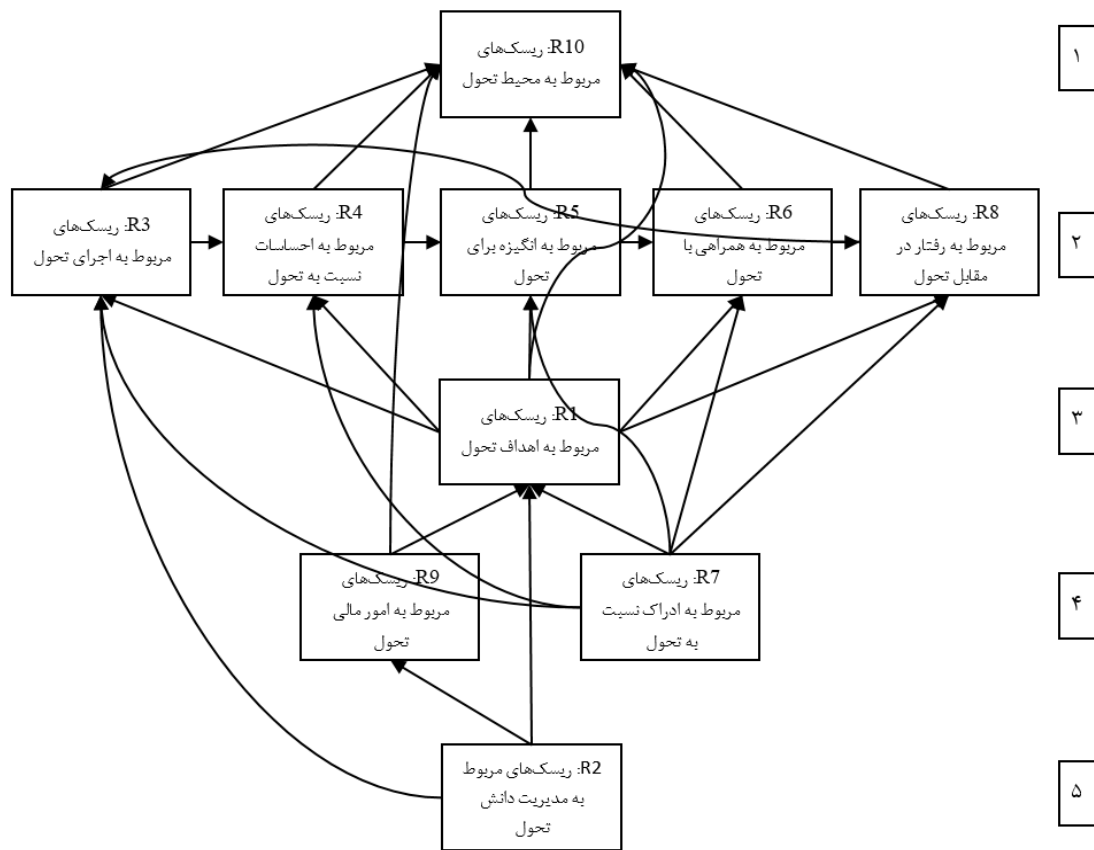 R10: ریسک‌های
مربوط به محیط تحول
۱
R3: ریسک‌های
مربوط به اجرای تحول
R4: ریسک‌های
مربوط به احساسات
نسبت به تحول
R5: ریسک‌های
مربوط به انگیزه برای
تحول
R6: ریسک‌های
مربوط به همراهی با
تحول
R8: ریسک‌های
مربوط به رفتار در
مقابل تحول
۲
R1: ریسک‌های
مربوط به اهداف تحول
۳
R9: ریسک‌های
مربوط به امور مالی
تحول
R7: ریسک‌های
مربوط به ادراک نسبت
به تحول
۴
R2: ریسک‌های مربوط
به مدیریت دانش
تحول
۵